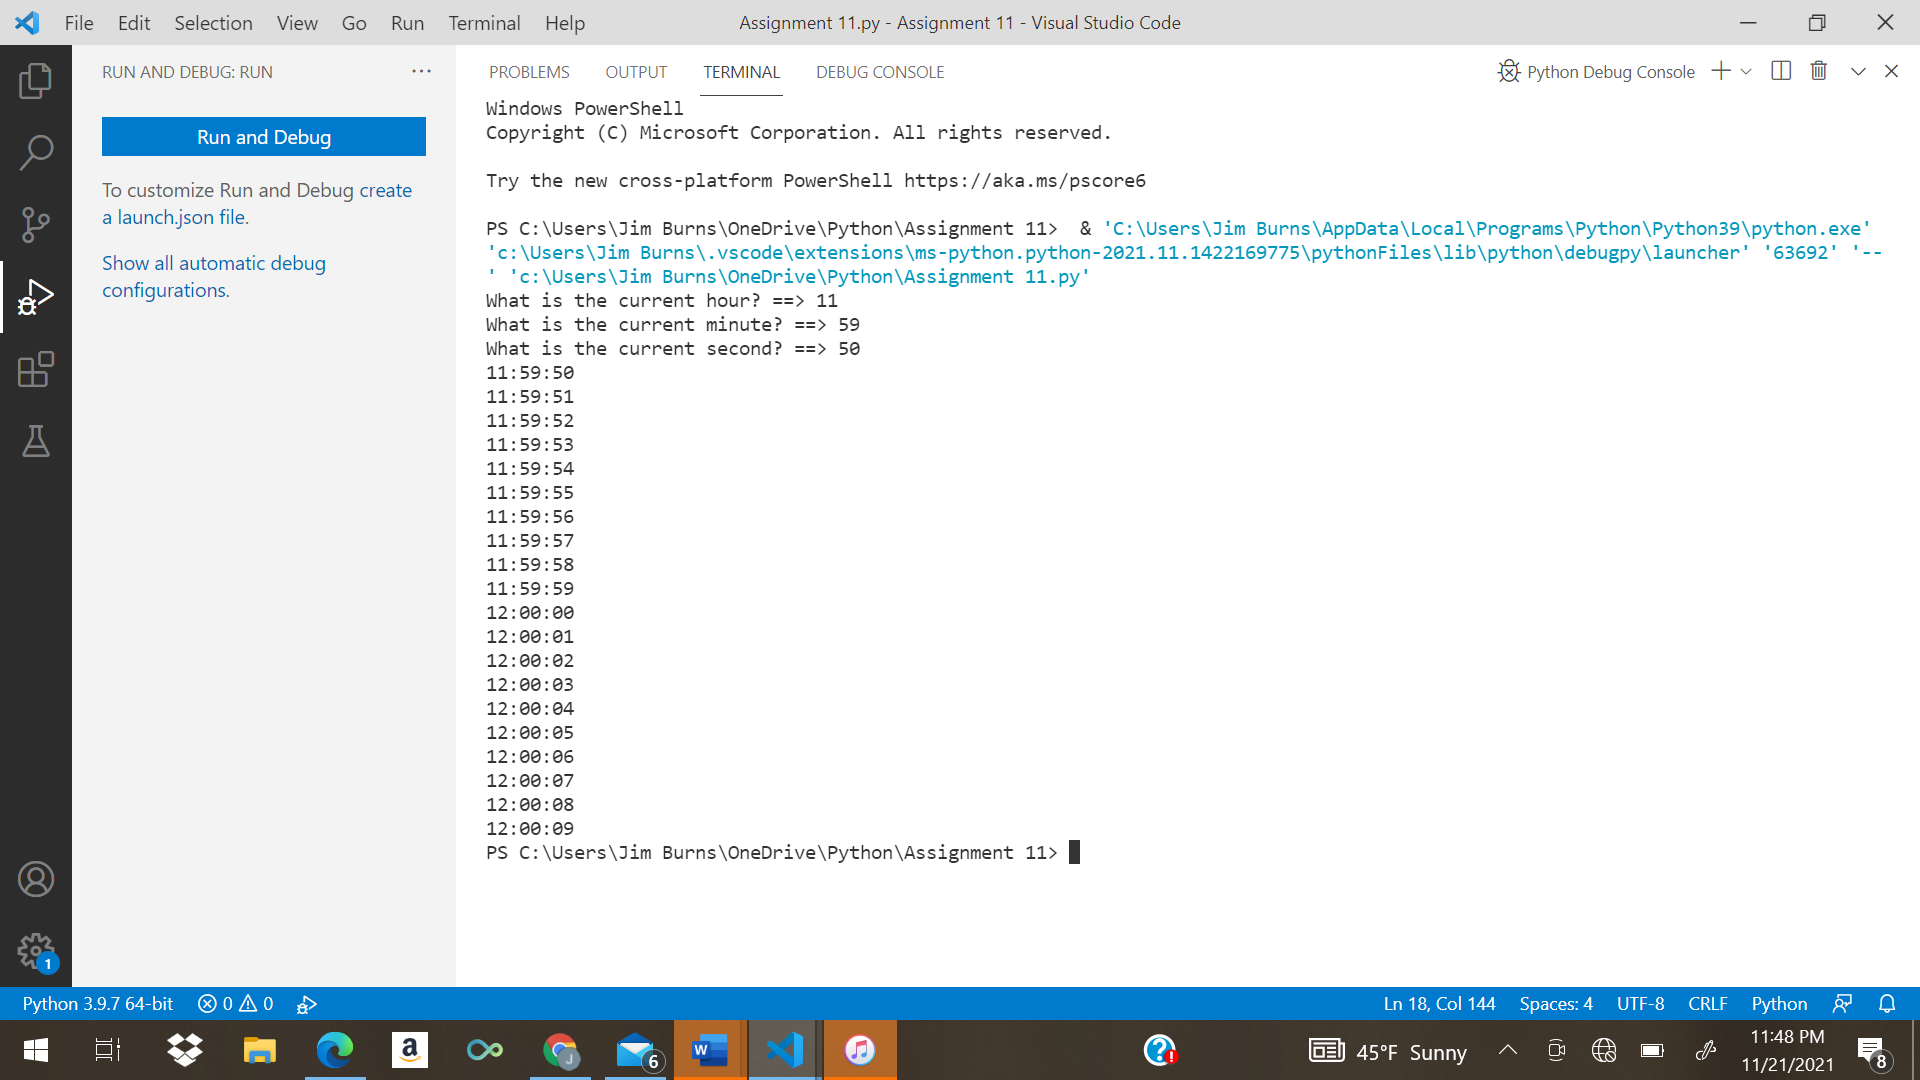 File Edit Selection View Go Run Terminal Help
Assignment 11.py - Assignment 11 - Visual Studio Code
RUN AND DEBUG: RUN
Run and Debug
To customize Run and Debug create
a launch.json file.
Show all automatic debug
configurations.
PROBLEMS OUTPUT TERMINAL DEBUG CONSOLE
Python Debug Console
Windows PowerShell
Copyright (C) Microsoft Corporation. All rights reserved.
Try the new cross-platform PowerShell https://aka.ms/pscore6
PS C:\Users\Jim Burns\OneDrive\Python\Assignment 11>  & 'C:\Users\Jim Burns\AppData\Local\Programs\Python\Python39\python.exe'
'c:\Users\Jim Burns\.vscode\extensions\ms-python.python-2021.11.1422169775\pythonFiles\lib\python\debugpy\launcher' '63692' '--
' 'c:\Users\Jim Burns\OneDrive\Python\Assignment 11.py'
What is the current hour? ==> 11
What is the current minute? ==> 59
What is the current second? ==> 50
11:59:50
11:59:51
11:59:52
11:59:53
11:59:54
11:59:55
11:59:56
11:59:57
11:59:58
11:59:59
12:00:00
12:00:01
12:00:02
12:00:03
12:00:04
12:00:05
12:00:06
12:00:07
12:00:08
12:00:09
PS C:\Users\Jim Burns\OneDrive\Python\Assignment 11>
1
Python 3.9.7 64-bit 0 0
Ln 18, Col 144 Spaces: 4 UTF-8 CRLF Python
a
J
6
W
45°F Sunny
11:48 PM
11/21/2021
8